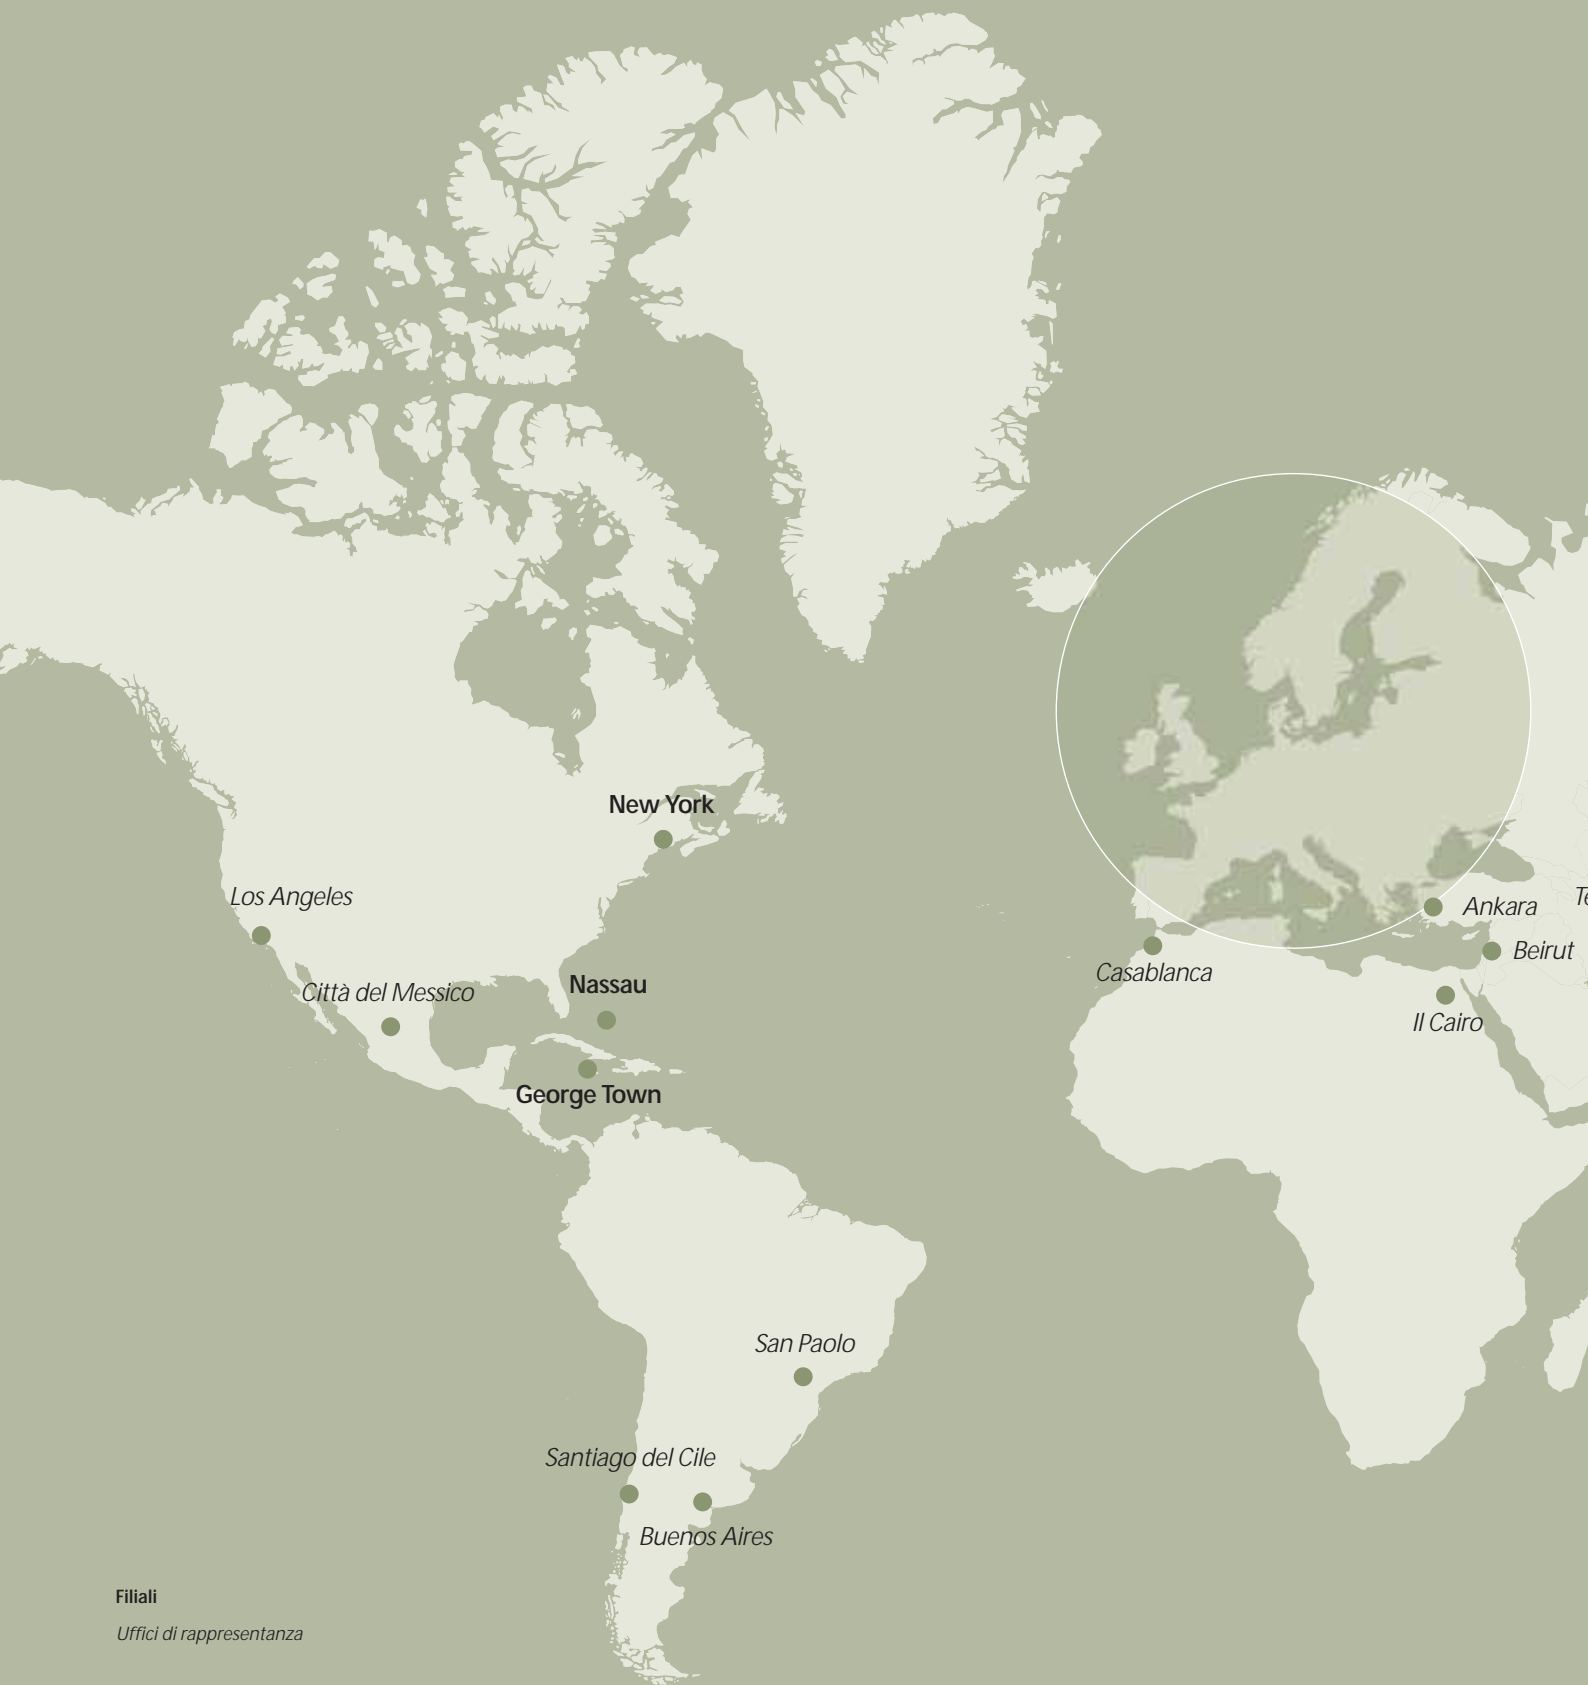 New York
Los Angeles
Ankara
Beirut
Casablanca
Nassau
Città del Messico
Il Cairo
George Town
San Paolo
Santiago del Cile
Buenos Aires
Filiali
Uffici di rappresentanza